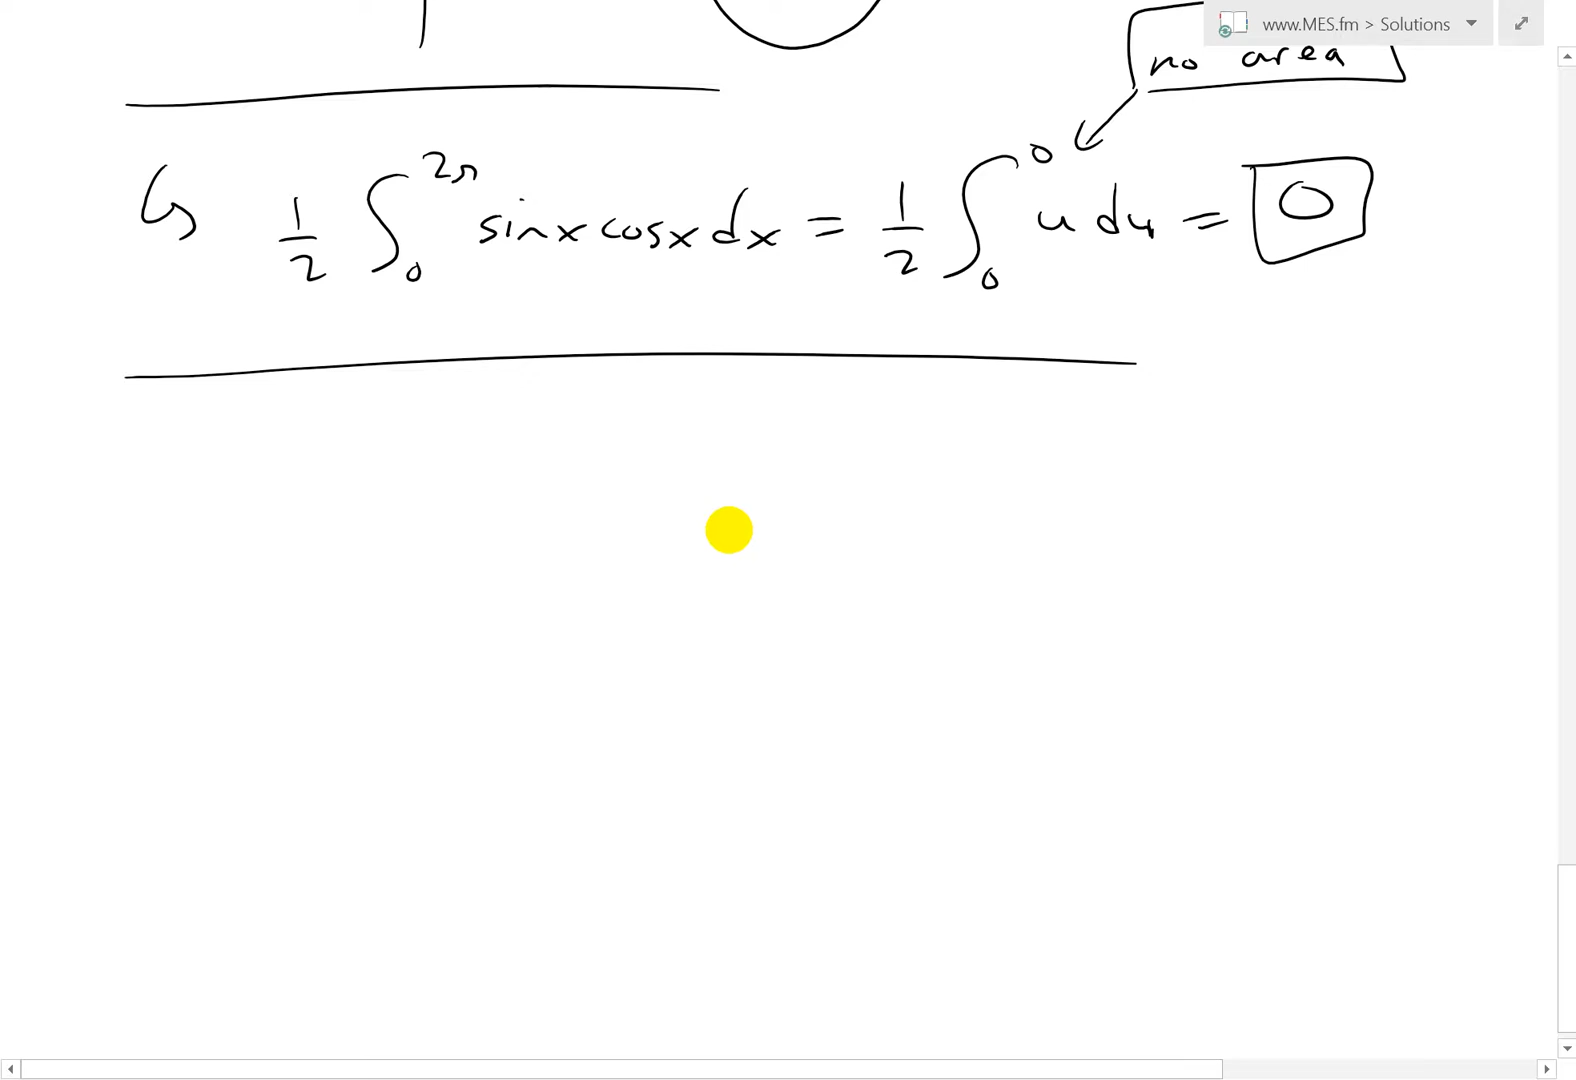 www.MES.fm > Solutions
no area
↳ 1/2 ∫₀^2π sinx cosx dx = 1/2 ∫₀^0 u du = 0